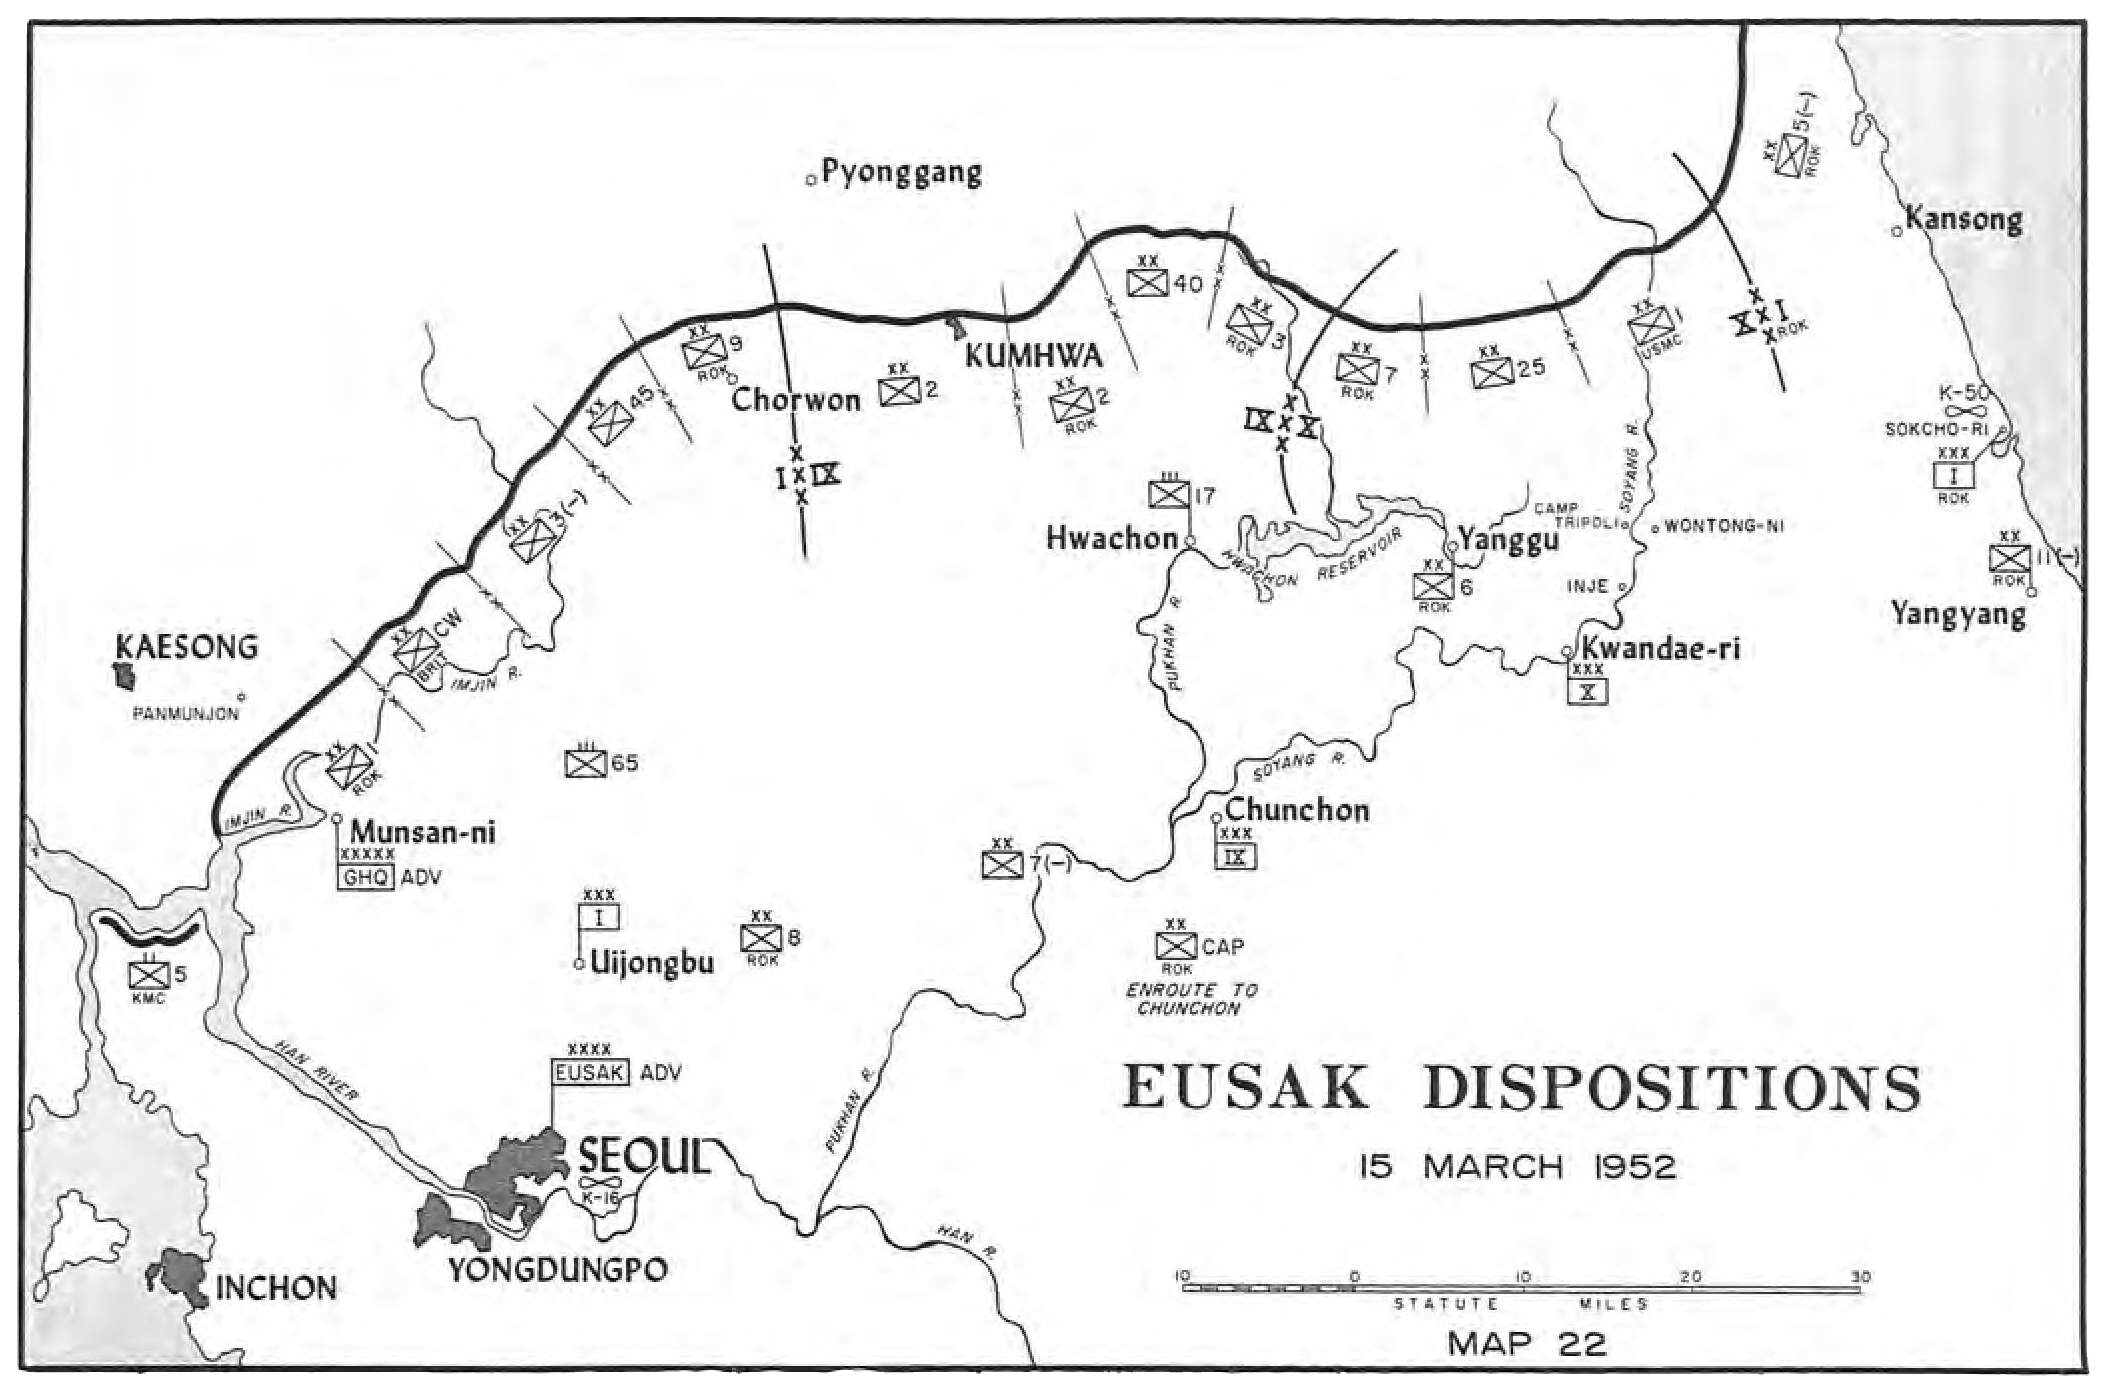 5(-)
XX
ROK
Pyonggang
Kansong
XX
40
XX
3
ROK
XX
1
USMC
X
X X I
X ROK
XX
9
ROK
KUMHWA
XX
7
ROK
XX
25
Chorwon
XX
2
XX
2
ROK
XX
45
X
IX X X
X
K-50
SOKCHO-RI
XXX
I
ROK
X
I X IX
X
III
17
SOYANG R.
XX
3(-)
CAMP
TRIPOLI
WONTONG-NI
Hwachon
HWACHON RESERVOIR
Yanggu
XX
6
ROK
XX
11(-)
ROK
Yangyang
INJE
XX
CW
BRIT
KAESONG
IMJIN R.
PUKHAN R.
Kwandae-ri
XXX
X
PANMUNJON
XX
1
ROK
III
65
SOYANG R.
IMJIN R.
Munsan-ni
XXXXX
GHQ ADV
Chunchon
XXX
IX
XX
7(-)
XXX
I
Uijongbu
XX
8
ROK
XX
CAP
ROK
ENROUTE TO
CHUNCHON
II
5
KMC
HAN RIVER
XXXX
EUSAK ADV
PUKHAN R.
EUSAK DISPOSITIONS
15 MARCH 1952
SEOUL
K-16
HAN R.
YONGDUNGPO
INCHON
10 0 10 20 30
STATUTE MILES
MAP 22